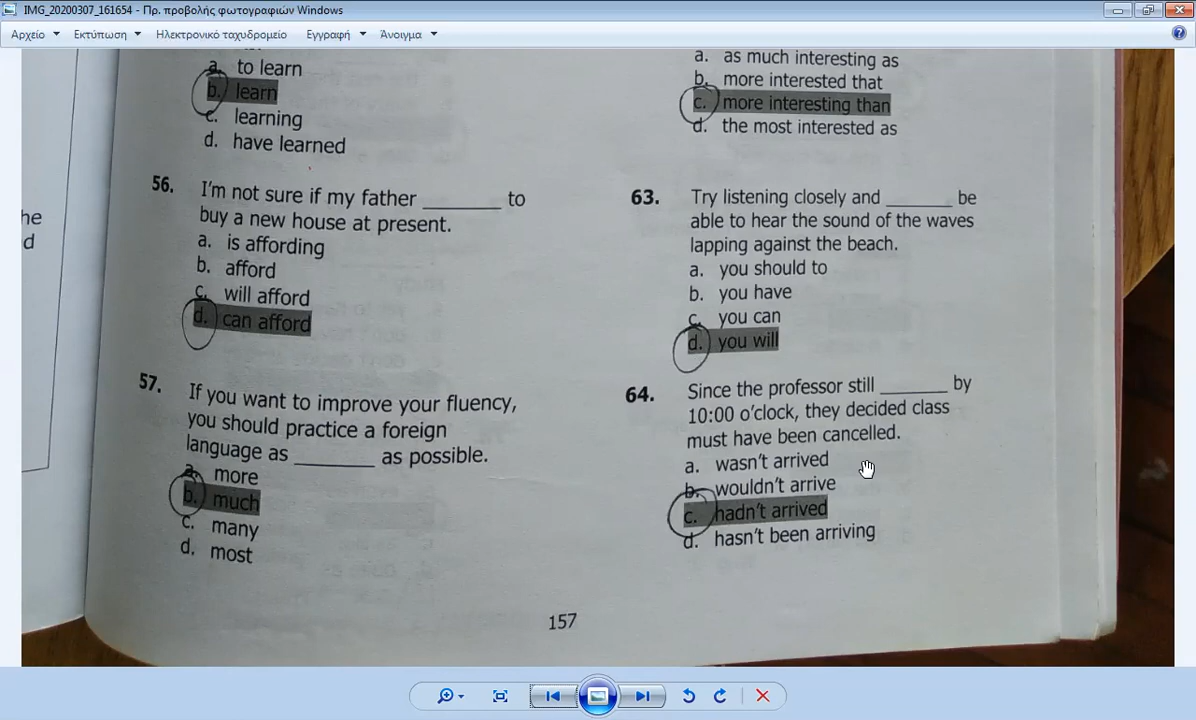 IMG_20200307_161654 - Πρ. προβολής φωτογραφιών Windows
Αρχείο Εκτύπωση Ηλεκτρονικό ταχυδρομείο Εγγραφή Άνοιγμα
he
d
a. to learn
b. learn
c. learning
d. have learned
56. I'm not sure if my father ________ to
buy a new house at present.
a. is affording
b. afford
c. will afford
d. can afford
57. If you want to improve your fluency,
you should practice a foreign
language as ________ as possible.
a. more
b. much
c. many
d. most
a. as much interesting as
b. more interested that
c. more interesting than
d. the most interested as
63. Try listening closely and _______ be
able to hear the sound of the waves
lapping against the beach.
a. you should to
b. you have
c. you can
d. you will
64. Since the professor still _______ by
10:00 o'clock, they decided class
must have been cancelled.
a. wasn't arrived
b. wouldn't arrive
c. hadn't arrived
d. hasn't been arriving
157